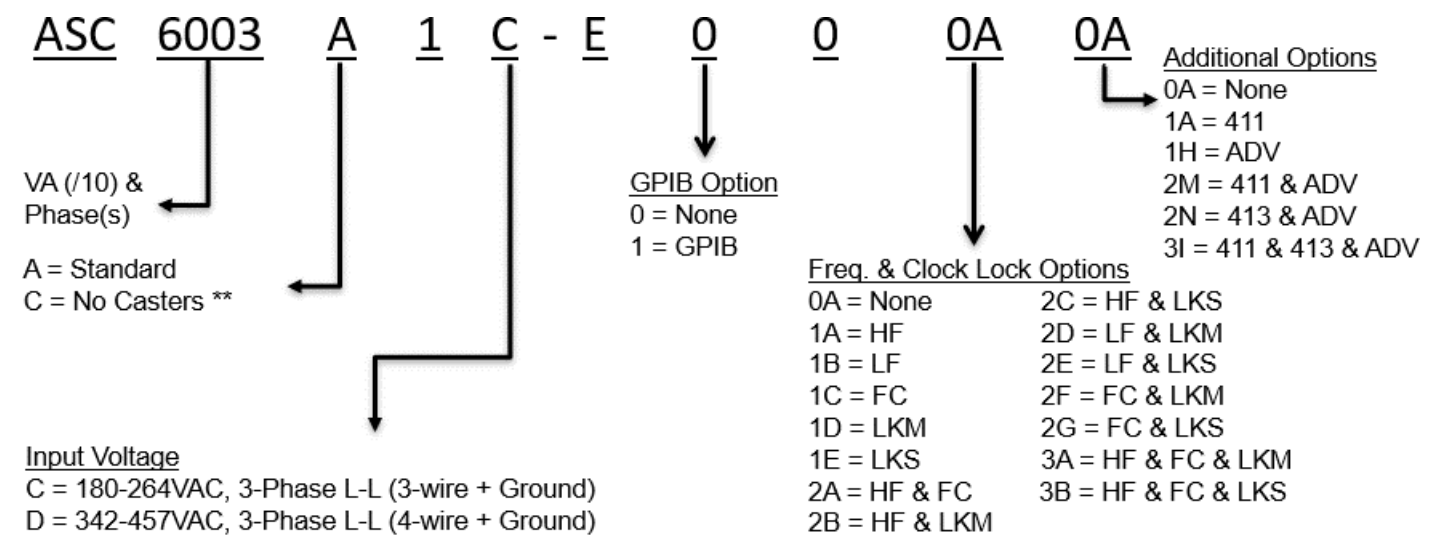 ASC 6003 A 1 C - E 0 0 0A 0A
Additional Options
0A = None
1A = 411
1H = ADV
2M = 411 & ADV
2N = 413 & ADV
3I = 411 & 413 & ADV
VA (/10) &
Phase(s)
A = Standard
C = No Casters **
GPIB Option
0 = None
1 = GPIB
Input Voltage
C = 180-264VAC, 3-Phase L-L (3-wire + Ground)
D = 342-457VAC, 3-Phase L-L (4-wire + Ground)
Freq. & Clock Lock Options
0A = None
1A = HF
1B = LF
1C = FC
1D = LKM
1E = LKS
2A = HF & FC
2B = HF & LKM
2C = HF & LKS
2D = LF & LKM
2E = LF & LKS
2F = FC & LKM
2G = FC & LKS
3A = HF & FC & LKM
3B = HF & FC & LKS